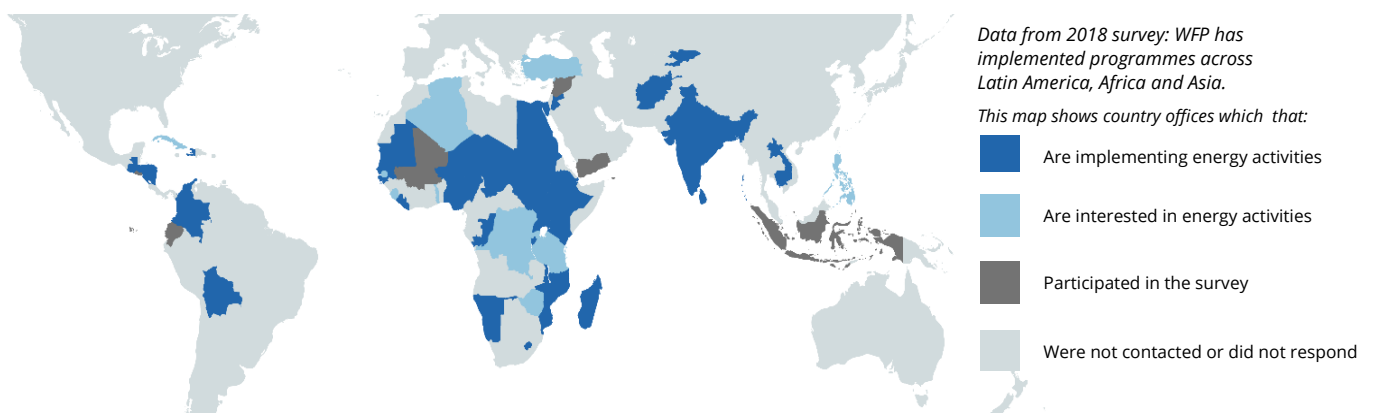 Data from 2018 survey: WFP has
implemented programmes across
Latin America, Africa and Asia.
This map shows country offices which  that:
Are implementing energy activities
Are interested in energy activities
Participated in the survey
Were not contacted or did not respond